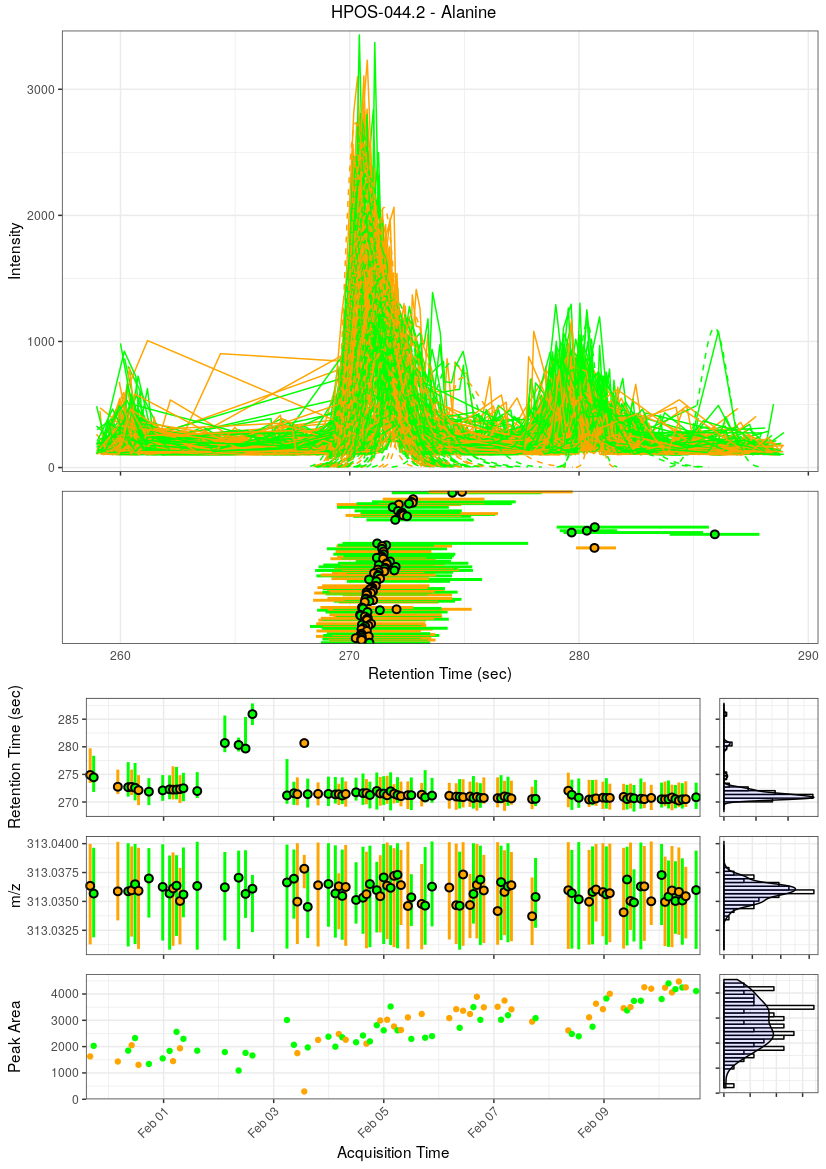 HPOS-044.2 - Alanine
Intensity
3000
2000
1000
0
260
270
280
290
Retention Time (sec)
Retention Time (sec)
285
280
275
270
m/z
313.0400
313.0375
313.0350
313.0325
Peak Area
4000
3000
2000
1000
0
Feb 01
Feb 03
Feb 05
Feb 07
Feb 09
Acquisition Time